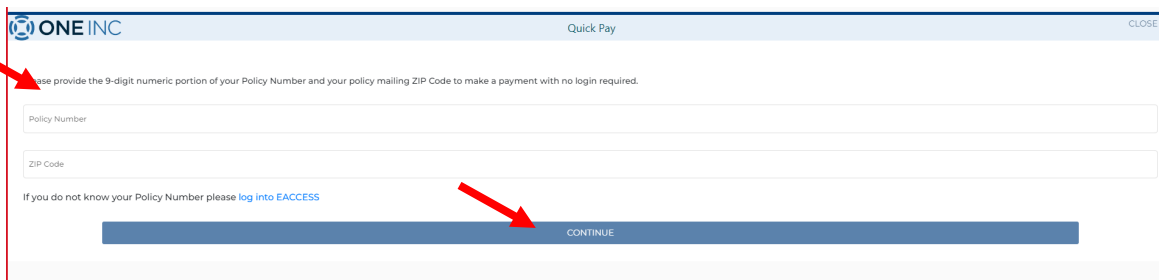 ONE INC
Quick Pay
CLOSE
provide the 9-digit numeric portion of your Policy Number and your policy mailing ZIP Code to make a payment with no login required.
Policy Number
ZIP Code
If you do not know your Policy Number please log into EACCESS
CONTINUE